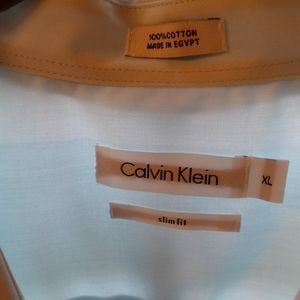 100% COTTON
MADE IN EGYPT
Calvin Klein
XL
slim fit